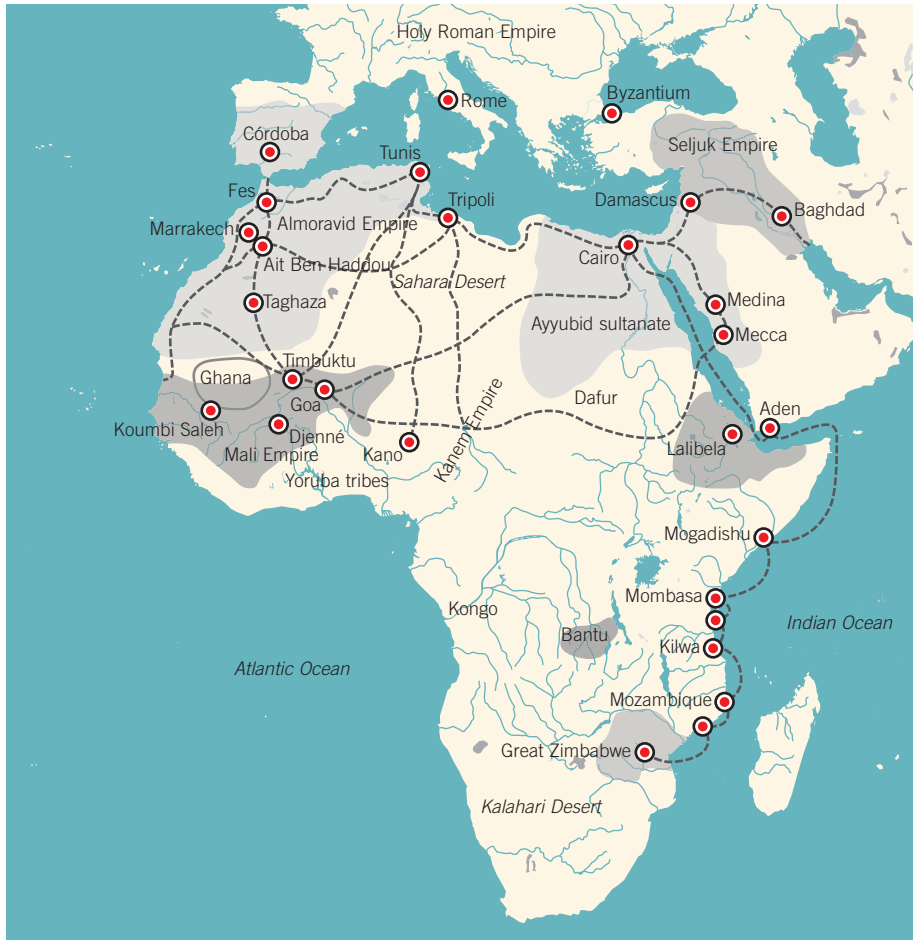 Holy Roman Empire
Rome
Byzantium
Córdoba
Seljuk Empire
Tunis
Fes
Tripoli
Damascus
Baghdad
Marrakech
Almoravid Empire
Cairo
Ait Ben Haddou
Sahara Desert
Taghaza
Medina
Ayyubid sultanate
Mecca
Timbuktu
Ghana
Goa
Dafur
Koumbi Saleh
Djenné
Aden
Mali Empire
Kano
Kanem Empire
Lalibela
Yoruba tribes
Mogadishu
Mombasa
Kongo
Bantu
Indian Ocean
Kilwa
Atlantic Ocean
Mozambique
Great Zimbabwe
Kalahari Desert